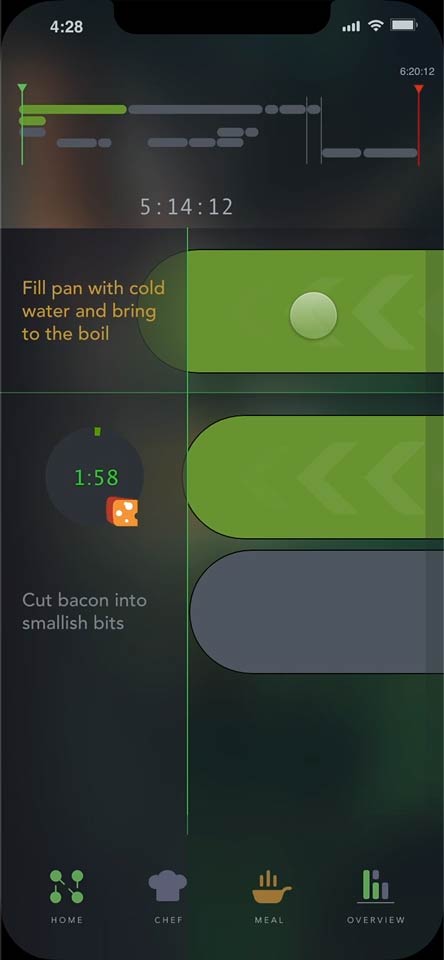 4:28
6:20:12
5:14:12
Fill pan with cold
water and bring
to the boil
1:58
Cut bacon into
smallish bits
HOME
CHEF
MEAL
OVERVIEW